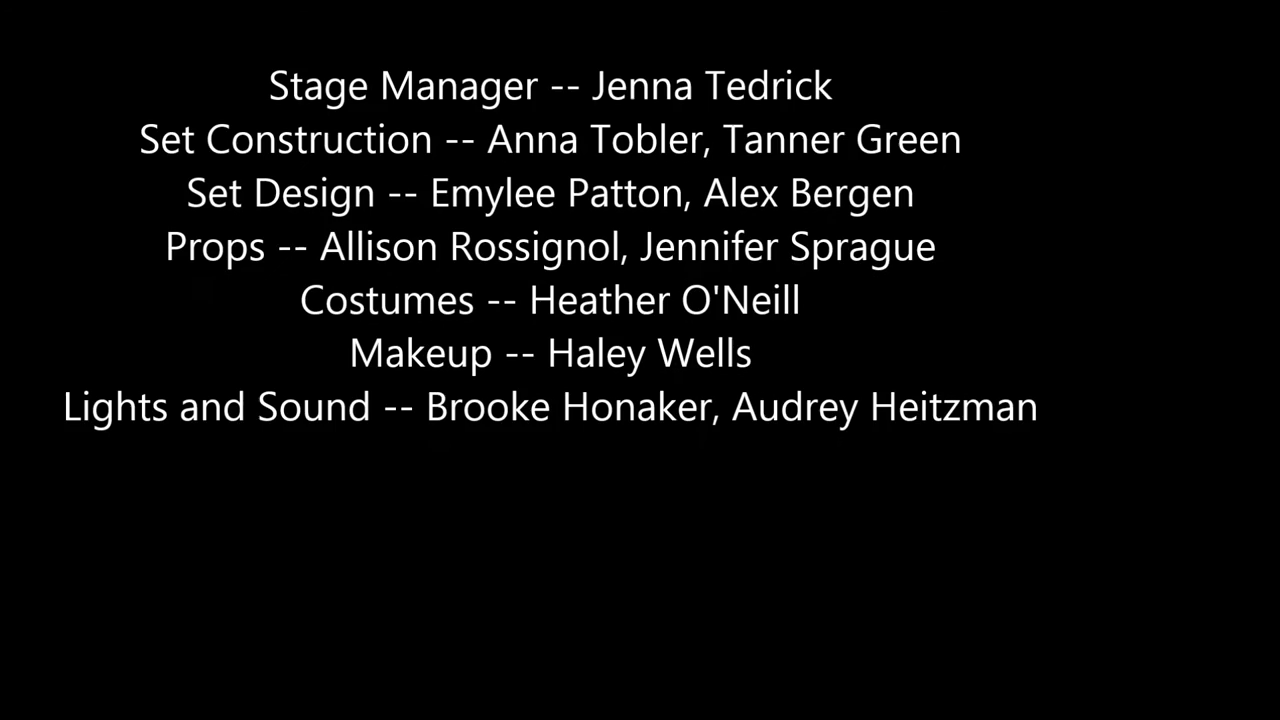 Stage Manager -- Jenna Tedrick
Set Construction -- Anna Tobler, Tanner Green
Set Design -- Emylee Patton, Alex Bergen
Props -- Allison Rossignol, Jennifer Sprague
Costumes -- Heather O'Neill
Makeup -- Haley Wells
Lights and Sound -- Brooke Honaker, Audrey Heitzman